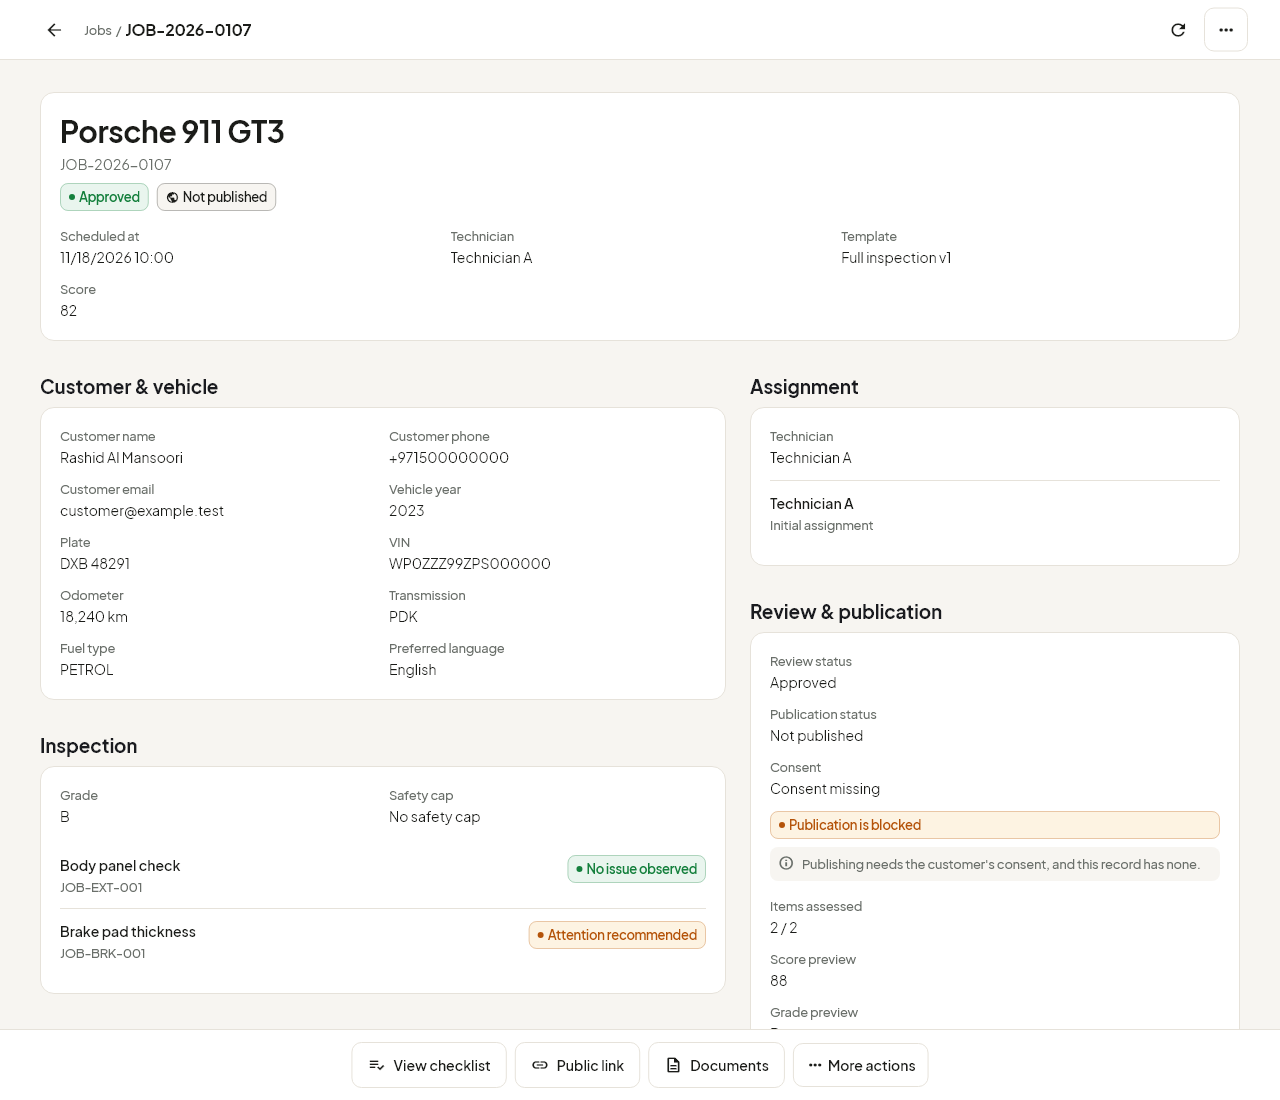 Jobs / JOB-2026-0107
Porsche 911 GT3
JOB-2026-0107
Approved
Not published
Scheduled at
11/18/2026 10:00
Technician
Technician A
Template
Full inspection v1
Score
82
Customer & vehicle
Customer name
Rashid Al Mansoori
Customer phone
+971500000000
Customer email
customer@example.test
Vehicle year
2023
Plate
DXB 48291
VIN
WP0ZZZ99ZPS000000
Odometer
18,240 km
Transmission
PDK
Fuel type
PETROL
Preferred language
English
Inspection
Grade
B
Safety cap
No safety cap
Body panel check
JOB-EXT-001
No issue observed
Brake pad thickness
JOB-BRK-001
Attention recommended
Assignment
Technician
Technician A
Technician A
Initial assignment
Review & publication
Review status
Approved
Publication status
Not published
Consent
Consent missing
Publication is blocked
Publishing needs the customer's consent, and this record has none.
Items assessed
2 / 2
Score preview
88
Grade preview
View checklist
Public link
Documents
More actions